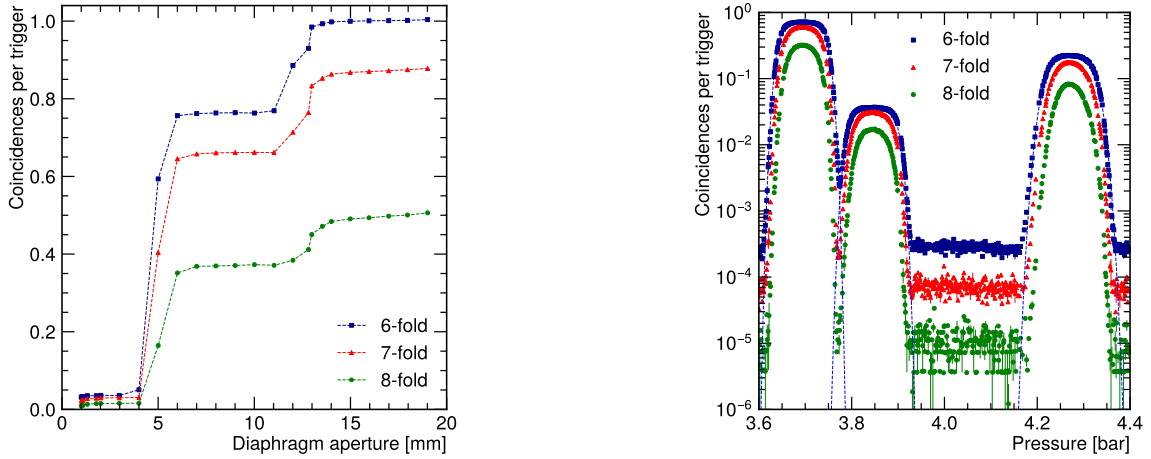 Coincidences per trigger
1.0
0.8
0.6
0.4
0.2
0.0
6-fold
7-fold
8-fold
0 5 10 15 20
Diaphragm aperture [mm]
Coincidences per trigger
10⁰
10⁻¹
10⁻²
10⁻³
10⁻⁴
10⁻⁵
10⁻⁶
6-fold
7-fold
8-fold
3.6 3.8 4.0 4.2 4.4
Pressure [bar]